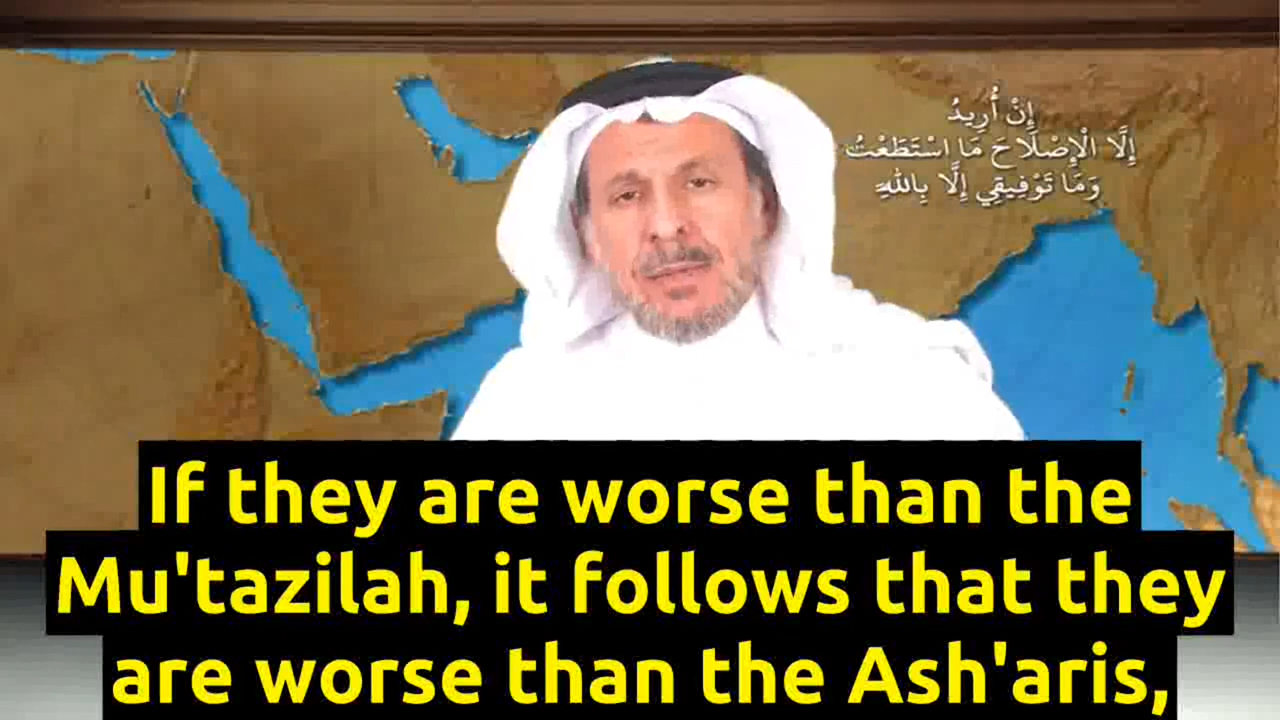 إِنْ أُرِيدُ
إِلَّا الْإِصْلَاحَ مَا اسْتَطَعْتُ
وَمَا تَوْفِيقِي إِلَّا بِاللهِ
If they are worse than the
Mu'tazilah, it follows that they
are worse than the Ash'aris,